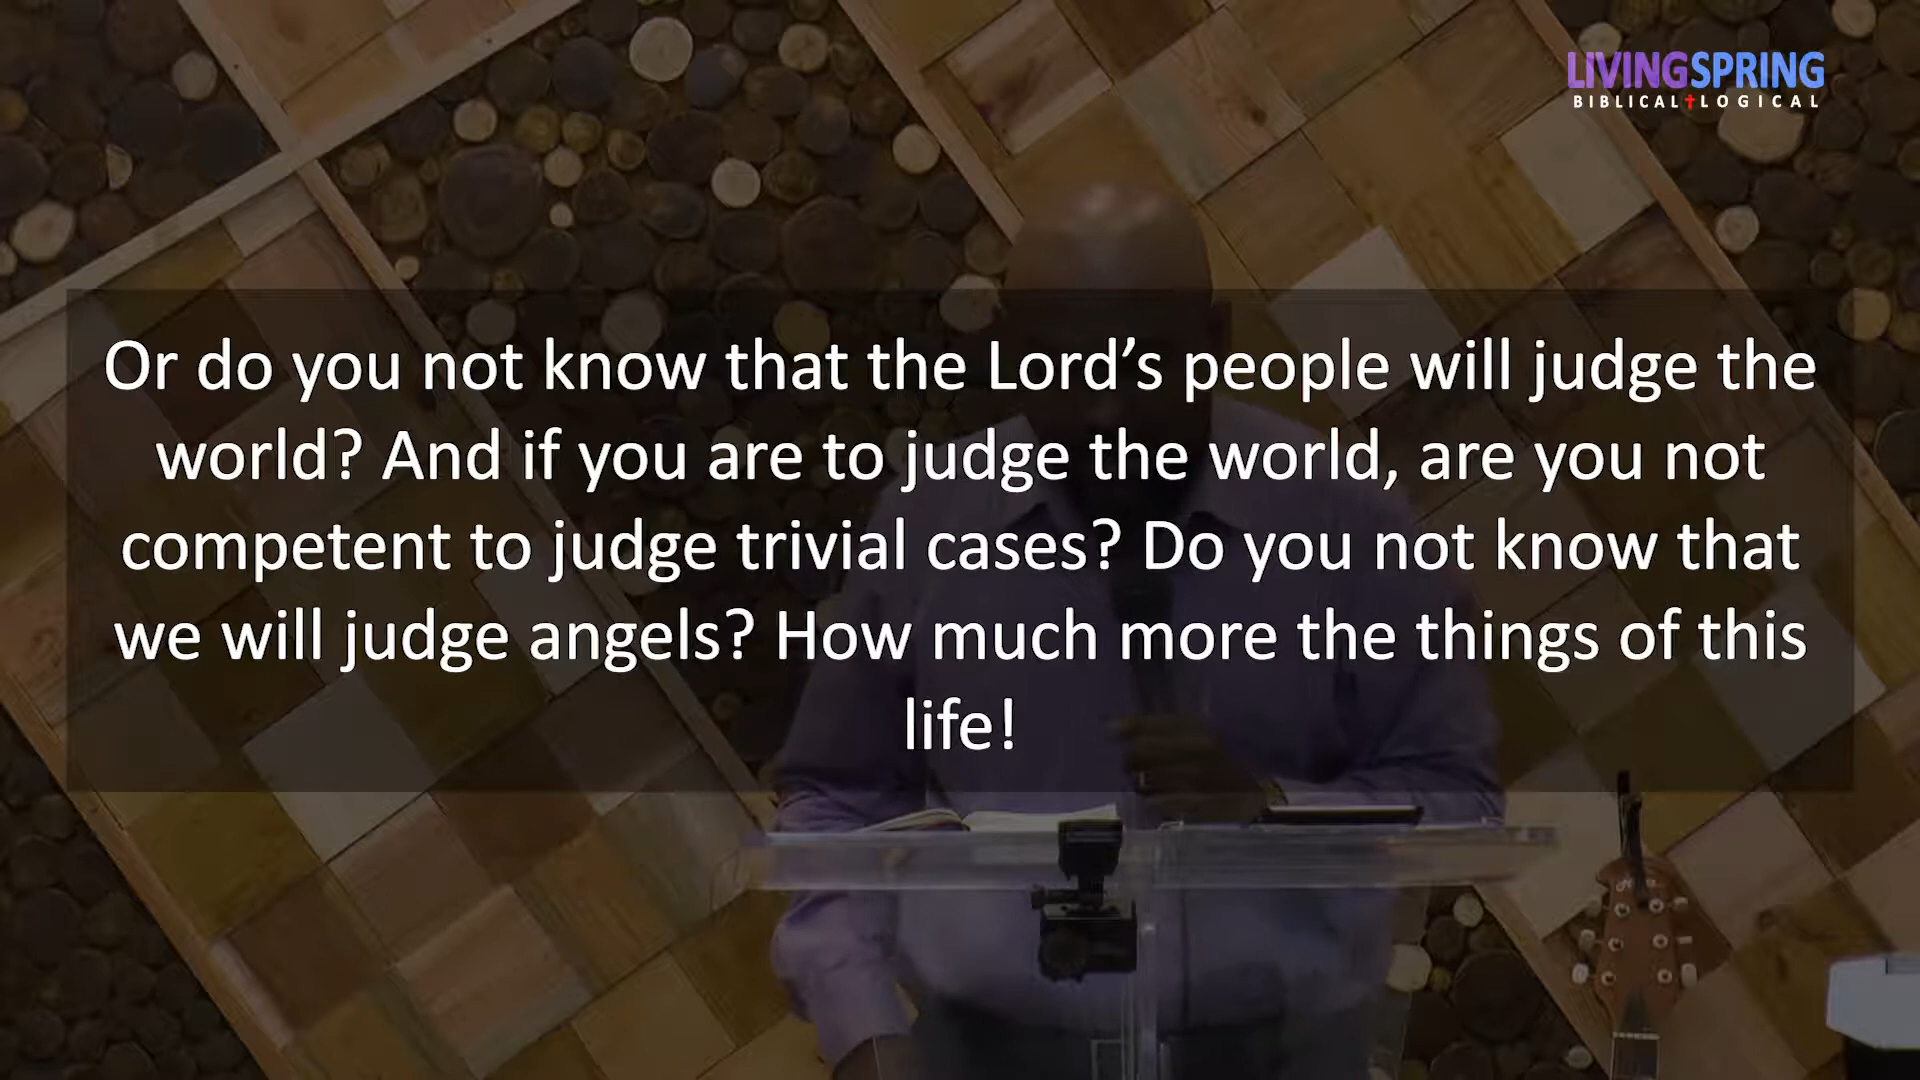 LIVINGSPRING
BIBLICAL✝LOGICAL
Or do you not know that the Lord’s people will judge the
world? And if you are to judge the world, are you not
competent to judge trivial cases? Do you not know that
we will judge angels? How much more the things of this
life!